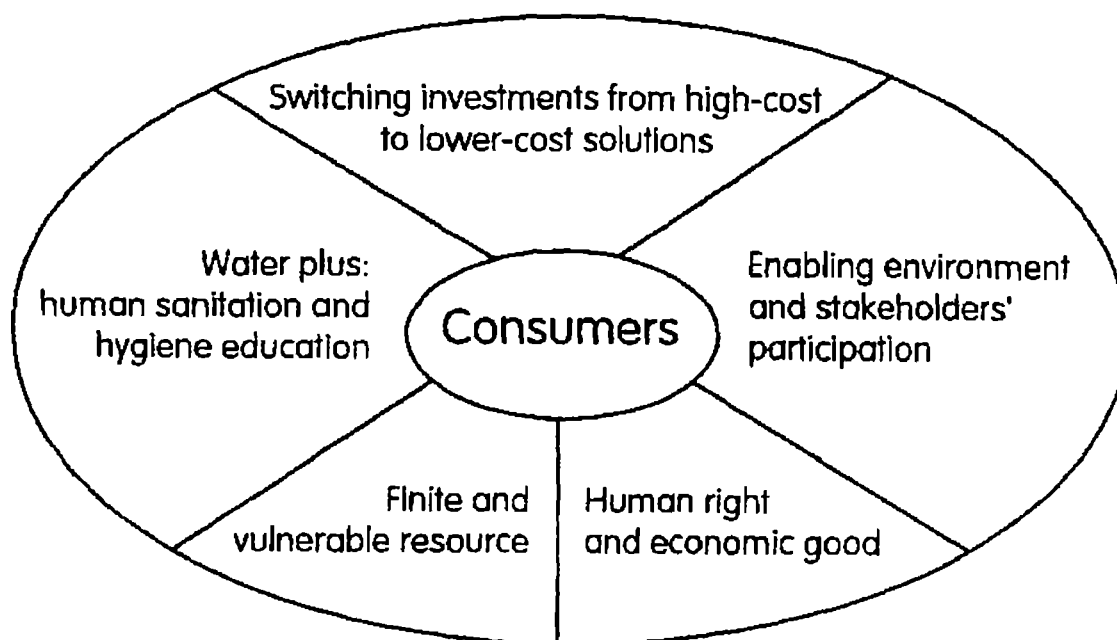 Switching investments from high-cost
to lower-cost solutions
Water plus:
human sanitation and
hygiene education
Consumers
Enabling environment
and stakeholders'
participation
Finite and
vulnerable resource
Human right
and economic good